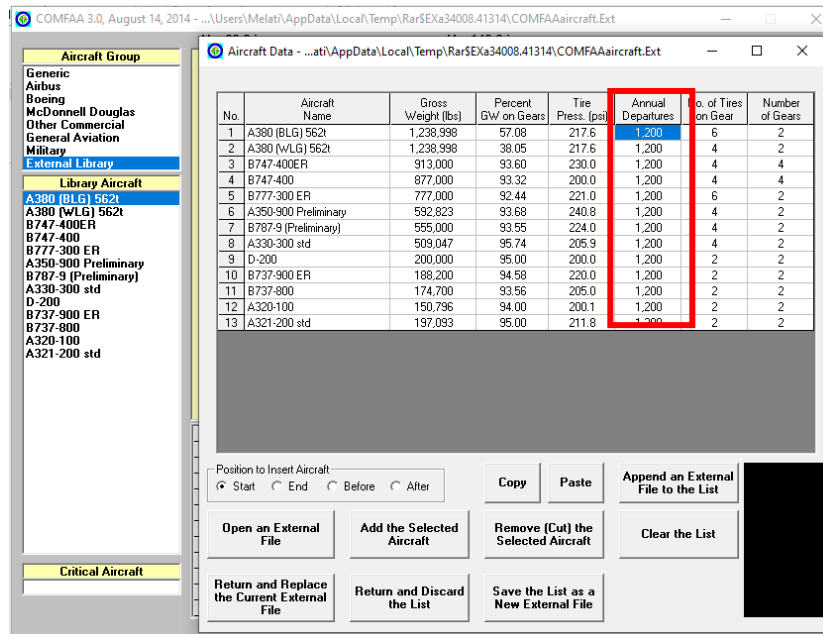 COMFAA 3.0, August 14, 2014 - ...\Users\Melati\AppData\Local\Temp\Rar$EXa34008.41314\COMFAAaircraft.Ext
Aircraft Group
Generic
Airbus
Boeing
McDonnell Douglas
Other Commercial
General Aviation
Military
External Library
Library Aircraft
A380 (BLG) 562t
A380 (WLG) 562t
B747-400ER
B747-400
B777-300 ER
A350-900 Preliminary
B787-9 (Preliminary)
A330-300 std
D-200
B737-900 ER
B737-800
A320-100
A321-200 std
Critical Aircraft
Aircraft Data - ...ati\AppData\Local\Temp\Rar$EXa34008.41314\COMFAAaircraft.Ext
No. Aircraft Name Gross Weight (lbs) Percent GW on Gears Tire Press. (psi) Annual Departures No. of Tires on Gear Number of Gears
1 A380 (BLG) 562t 1,238,998 57.08 217.6 1,200 6 2
2 A380 (WLG) 562t 1,238,998 38.05 217.6 1,200 4 2
3 B747-400ER 913,000 93.60 230.0 1,200 4 4
4 B747-400 877,000 93.32 200.0 1,200 4 4
5 B777-300 ER 777,000 92.44 221.0 1,200 6 2
6 A350-900 Preliminary 592,823 93.68 240.8 1,200 4 2
7 B787-9 (Preliminary) 555,000 93.55 224.0 1,200 4 2
8 A330-300 std 509,047 95.74 205.9 1,200 4 2
9 D-200 200,000 95.00 200.0 1,200 2 2
10 B737-900 ER 188,200 94.58 220.0 1,200 2 2
11 B737-800 174,700 93.56 205.0 1,200 2 2
12 A320-100 150,796 94.00 200.1 1,200 2 2
13 A321-200 std 197,093 95.00 211.8 1,200 2 2
Position to Insert Aircraft
Start End Before After
Copy
Paste
Append an External
File to the List
Open an External
File
Add the Selected
Aircraft
Remove (Cut) the
Selected Aircraft
Clear the List
Return and Replace
the Current External
File
Return and Discard
the List
Save the List as a
New External File